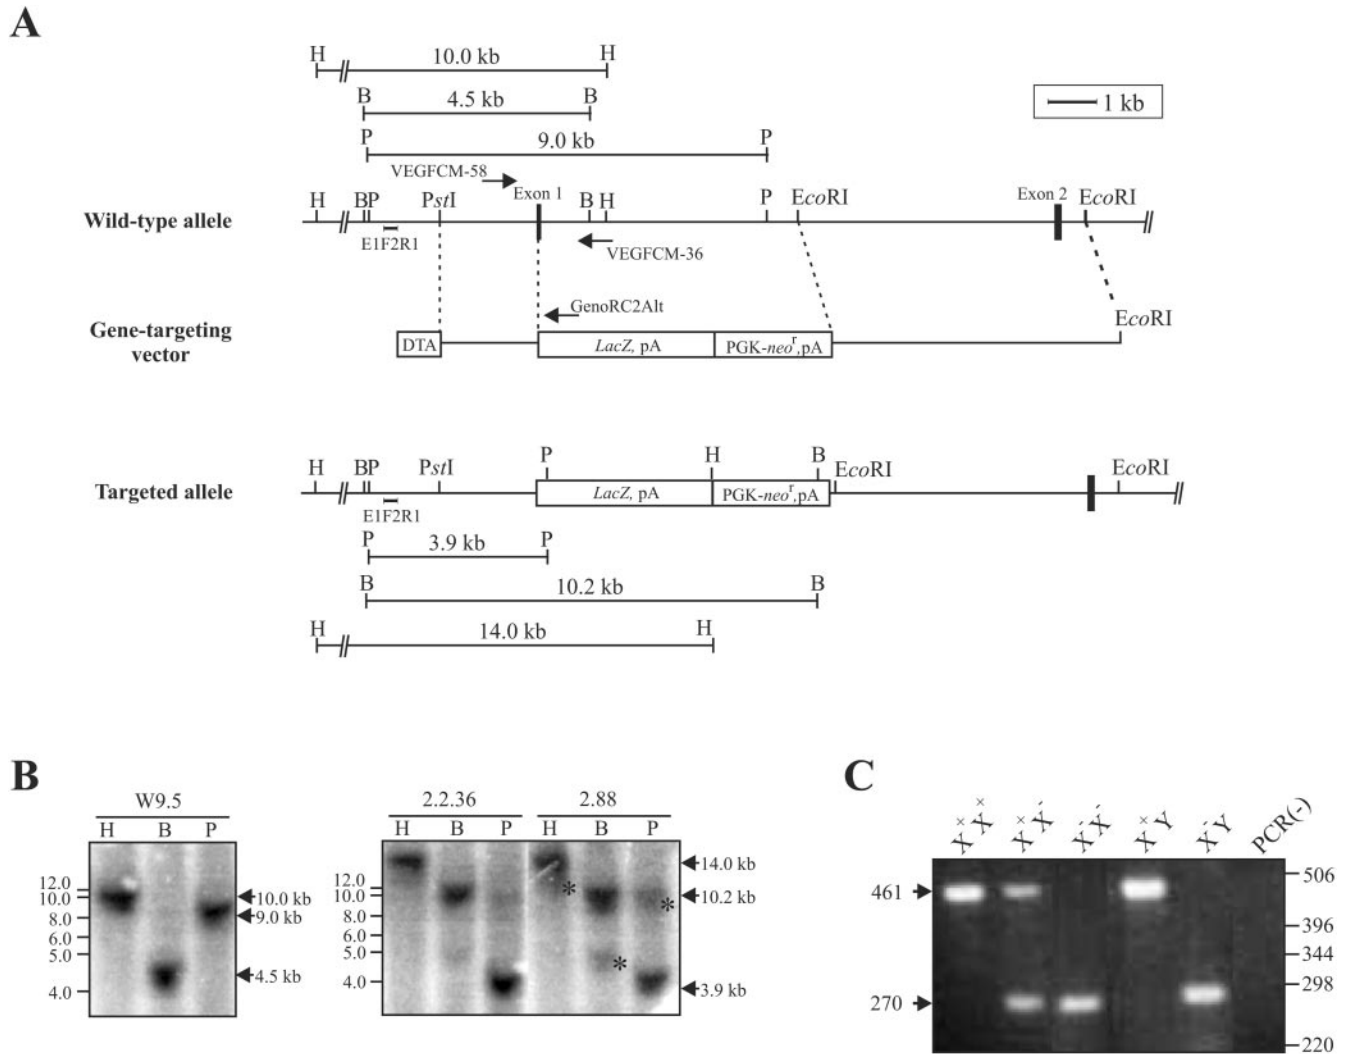 A
H 10.0 kb H
B 4.5 kb B
P 9.0 kb P
1 kb
VEGFCM-58
Wild-type allele
H BP PstI Exon 1 B H P EcoRI Exon 2 EcoRI
E1F2R1
VEGFCM-36
GenoRC2Alt
Gene-targeting
vector
DTA LacZ, pA PGK-neoʳ,pA EcoRI
Targeted allele
H BP PstI P H B EcoRI EcoRI
LacZ, pA PGK-neoʳ,pA
E1F2R1
P 3.9 kb P
B 10.2 kb B
H 14.0 kb H
B
W9.5
H B P
12.0
10.0
8.0
6.0
5.0
4.0
10.0 kb
9.0 kb
4.5 kb
2.2.36 2.88
H B P H B P
12.0
10.0
8.0
6.0
5.0
4.0
*
*
*
14.0 kb
10.2 kb
3.9 kb
C
X⁺X⁺ X⁺X⁻ X⁻X⁻ X⁺Y X⁻Y PCR(-)
461
270
506
396
344
298
220